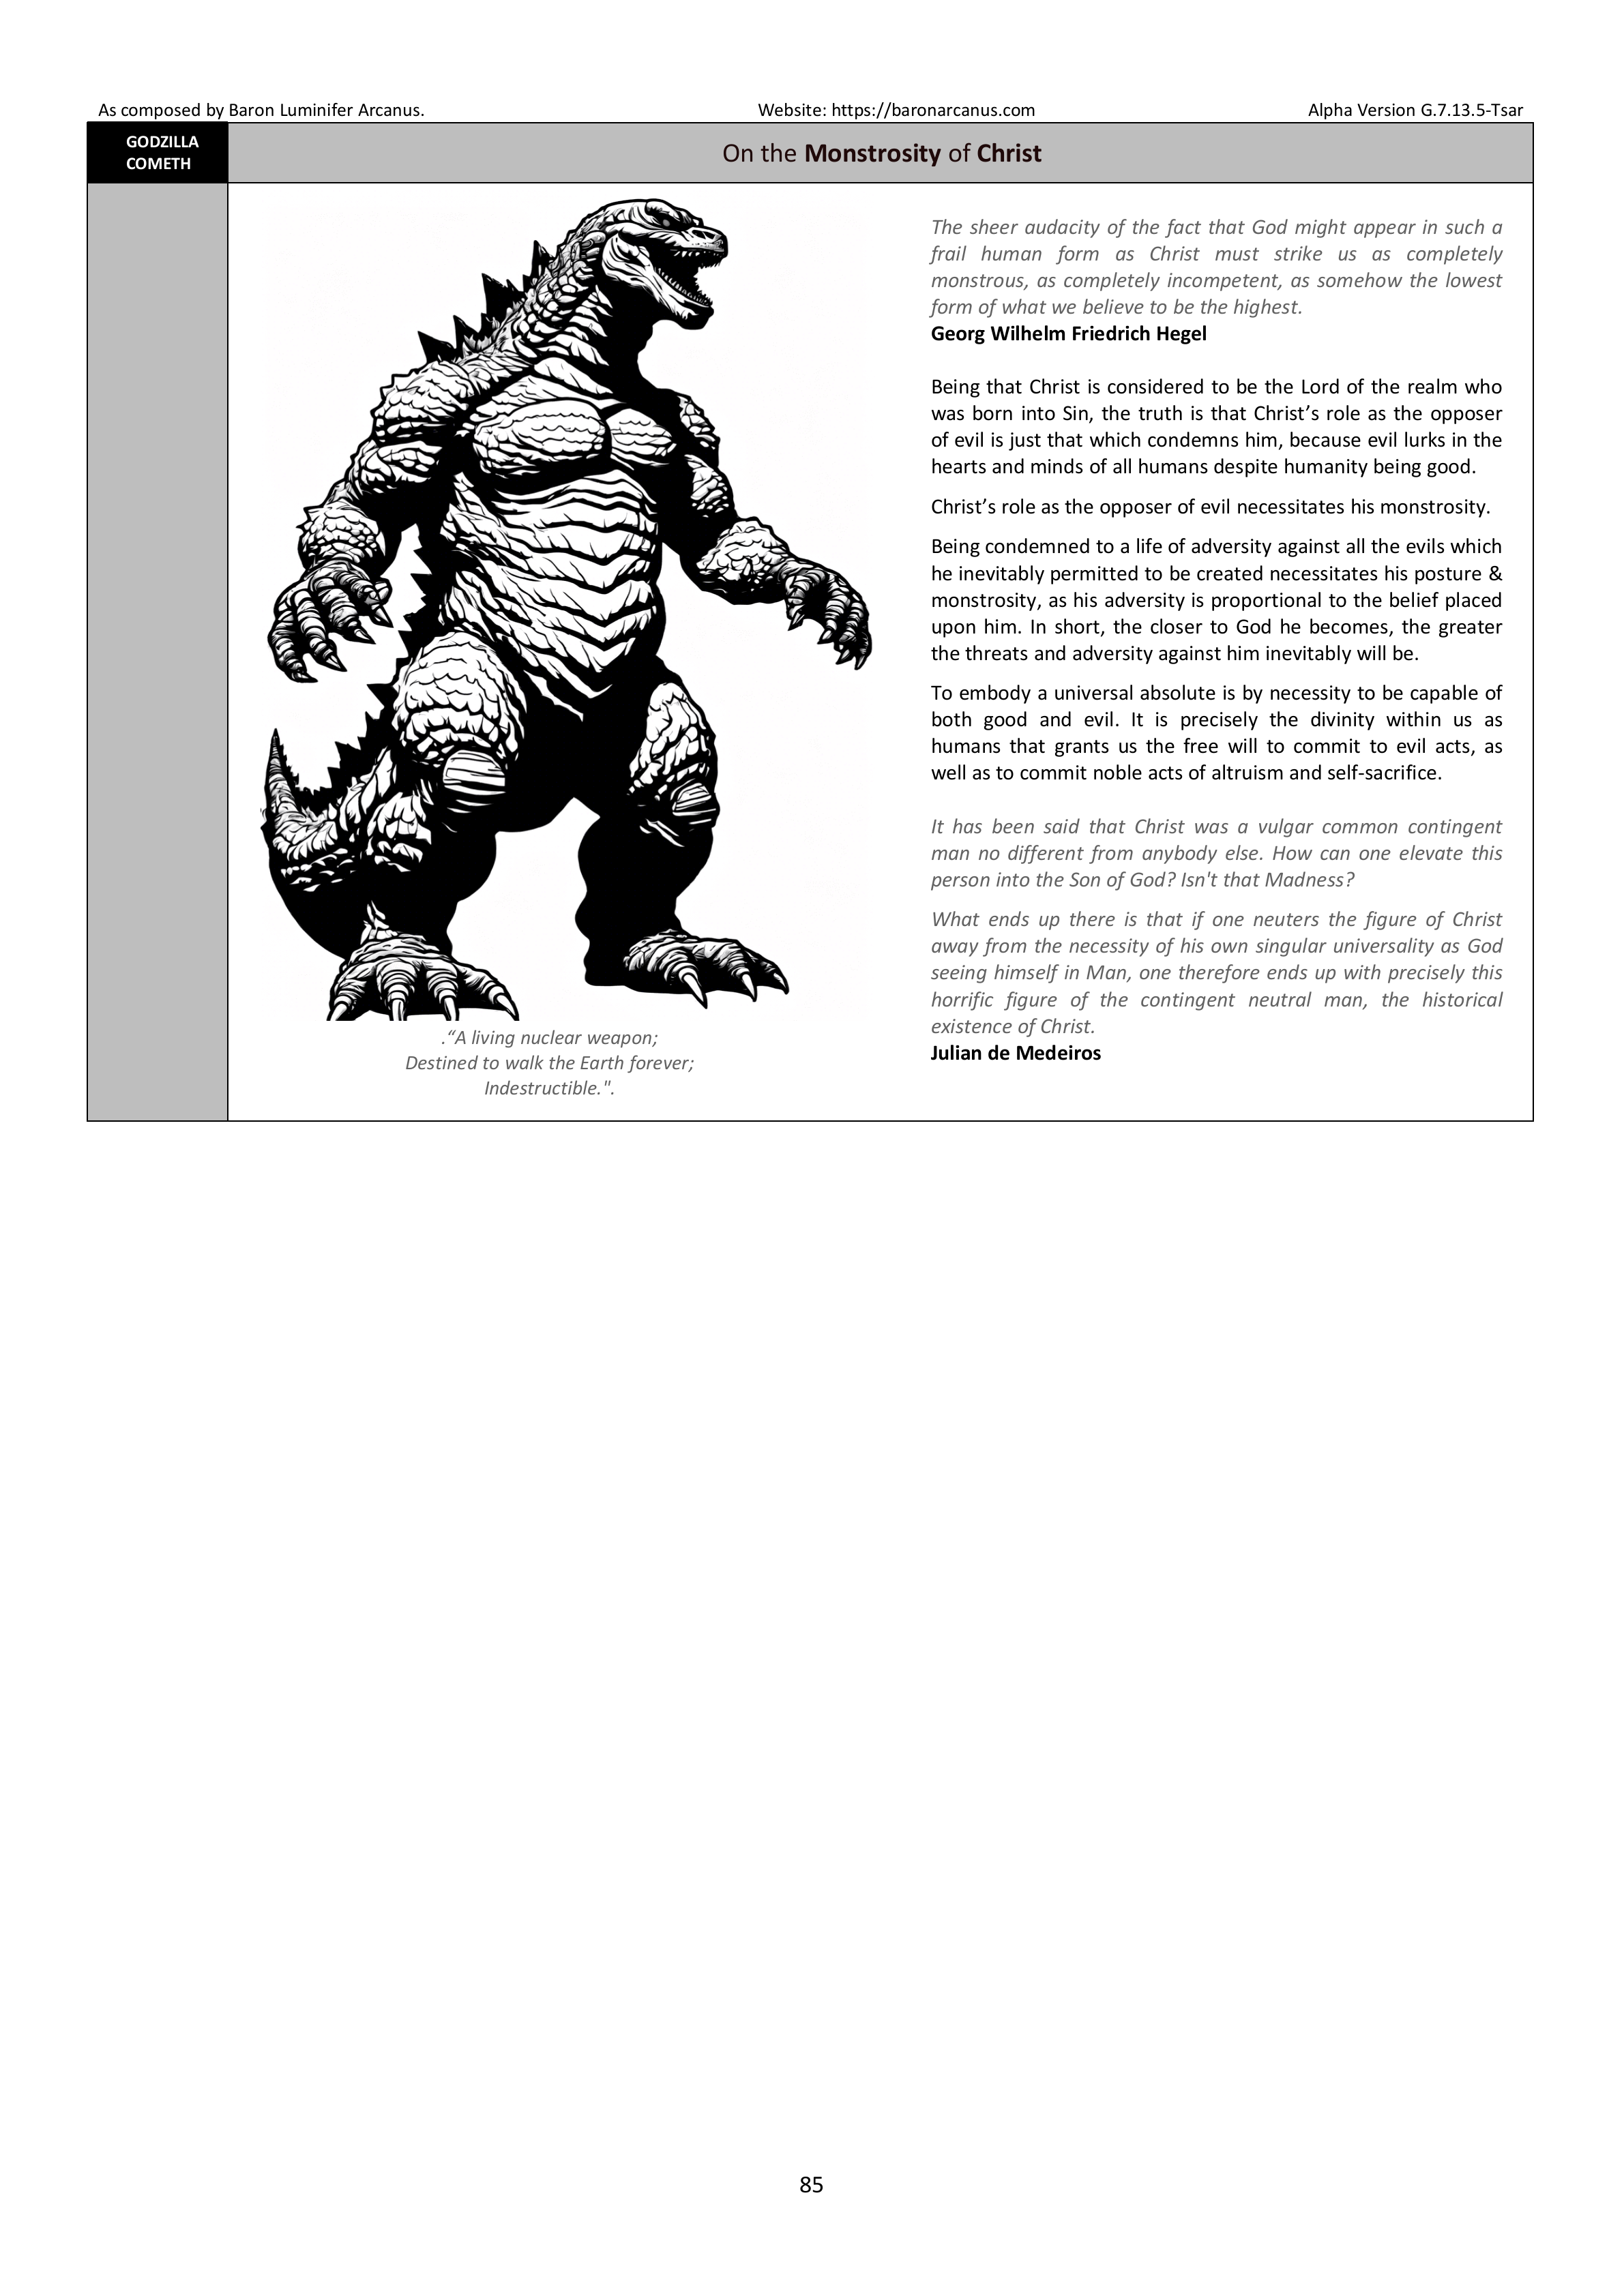 As composed by Baron Luminifer Arcanus. Website: https://baronarcanus.com Alpha Version G.7.13.5-Tsar
GODZILLA
COMETH
On the Monstrosity of Christ
.“A living nuclear weapon;
Destined to walk the Earth forever;
Indestructible.".
The sheer audacity of the fact that God might appear in such a
frail human form as Christ must strike us as completely
monstrous, as completely incompetent, as somehow the lowest
form of what we believe to be the highest.
Georg Wilhelm Friedrich Hegel
Being that Christ is considered to be the Lord of the realm who
was born into Sin, the truth is that Christ’s role as the opposer
of evil is just that which condemns him, because evil lurks in the
hearts and minds of all humans despite humanity being good.
Christ’s role as the opposer of evil necessitates his monstrosity.
Being condemned to a life of adversity against all the evils which
he inevitably permitted to be created necessitates his posture &
monstrosity, as his adversity is proportional to the belief placed
upon him. In short, the closer to God he becomes, the greater
the threats and adversity against him inevitably will be.
To embody a universal absolute is by necessity to be capable of
both good and evil. It is precisely the divinity within us as
humans that grants us the free will to commit to evil acts, as
well as to commit noble acts of altruism and self-sacrifice.
It has been said that Christ was a vulgar common contingent
man no different from anybody else. How can one elevate this
person into the Son of God? Isn't that Madness?
What ends up there is that if one neuters the figure of Christ
away from the necessity of his own singular universality as God
seeing himself in Man, one therefore ends up with precisely this
horrific figure of the contingent neutral man, the historical
existence of Christ.
Julian de Medeiros
85